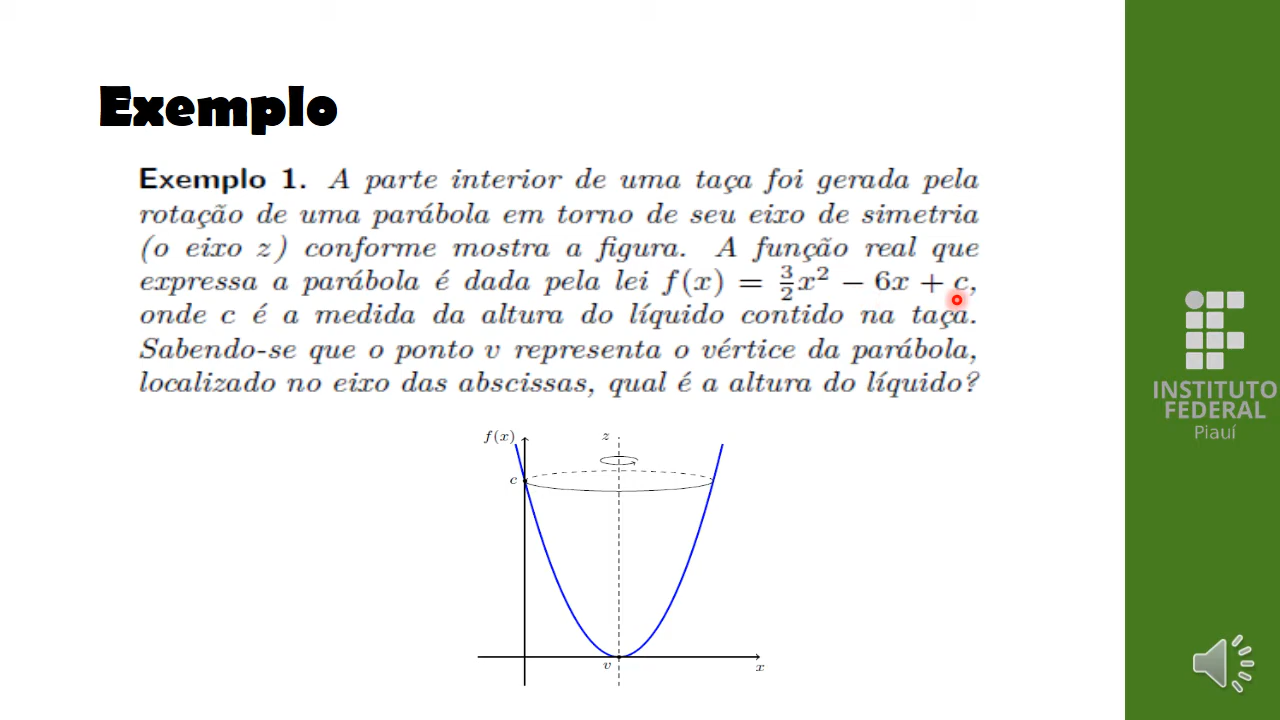 Exemplo
Exemplo 1. A parte interior de uma taça foi gerada pela
rotação de uma parábola em torno de seu eixo de simetria
(o eixo z) conforme mostra a figura. A função real que
expressa a parábola é dada pela lei f(x) = 3/2 x² − 6x + c,
onde c é a medida da altura do líquido contido na taça.
Sabendo-se que o ponto v representa o vértice da parábola,
localizado no eixo das abscissas, qual é a altura do líquido?
f(x)
z
c
v
x
INSTITUTO
FEDERAL
Piauí